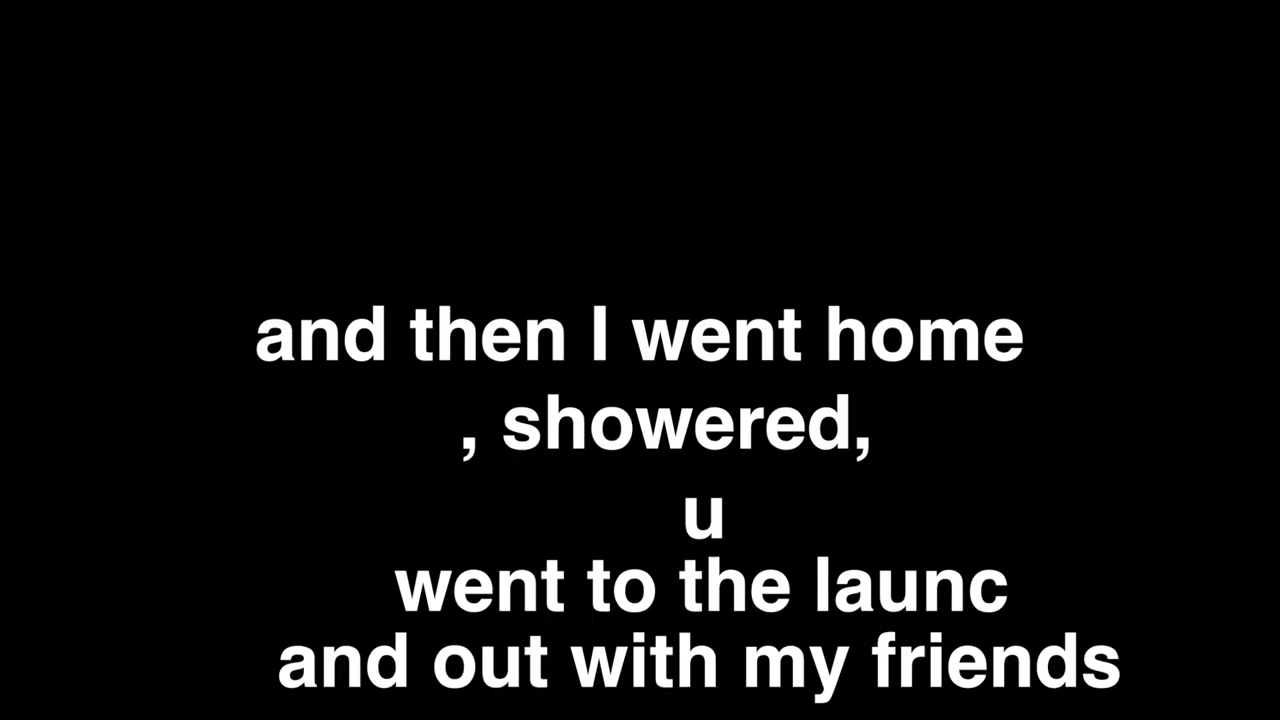 and then I went home
, showered,
u
went to the launc
and out with my friends